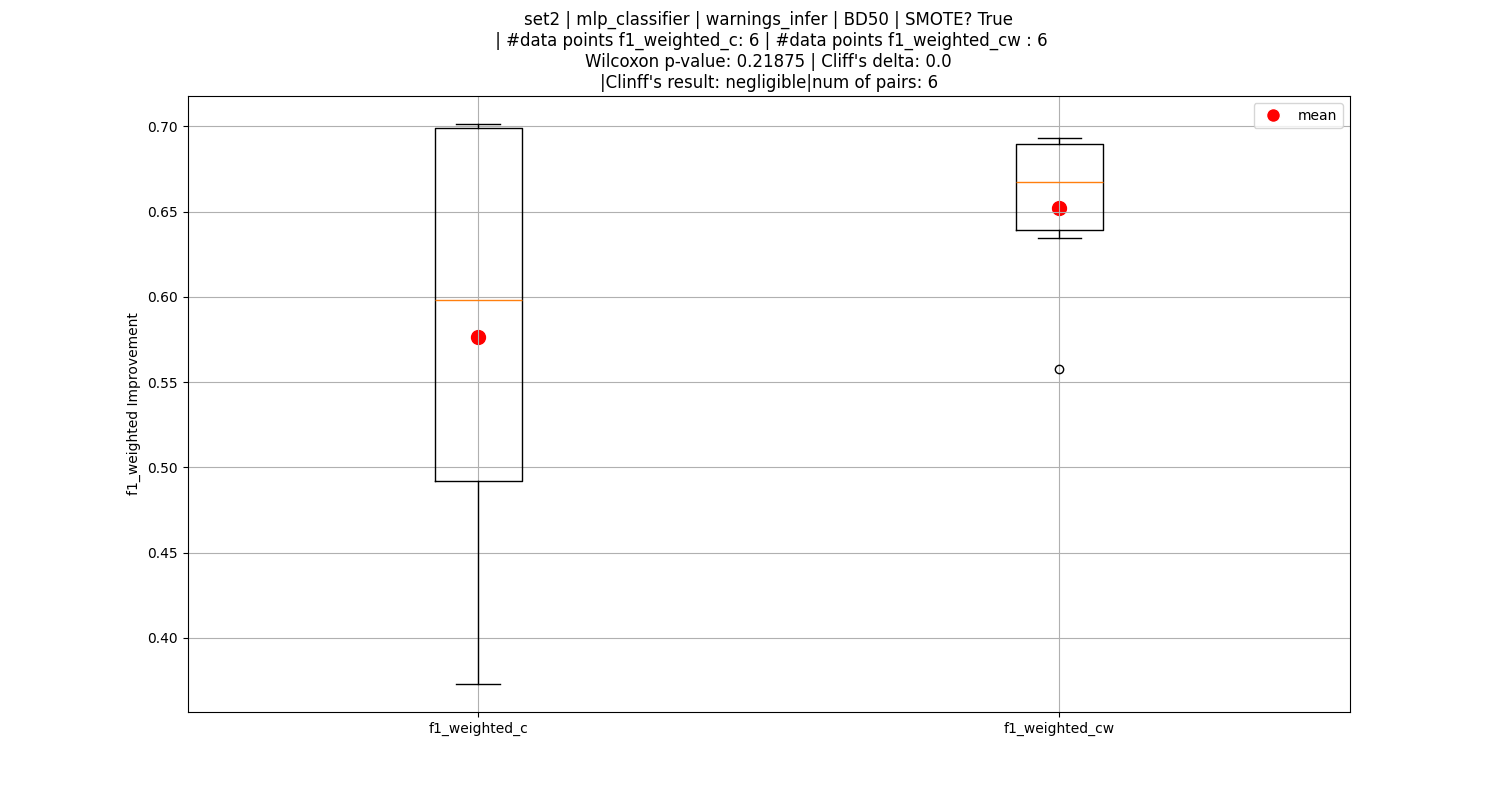 set2 | mlp_classifier | warnings_infer | BD50 | SMOTE? True
| #data points f1_weighted_c: 6 | #data points f1_weighted_cw : 6
Wilcoxon p-value: 0.21875 | Cliff's delta: 0.0
|Clinff's result: negligible|num of pairs: 6
mean
0.70
0.65
0.60
0.55
0.50
0.45
0.40
f1_weighted Improvement
f1_weighted_c
f1_weighted_cw